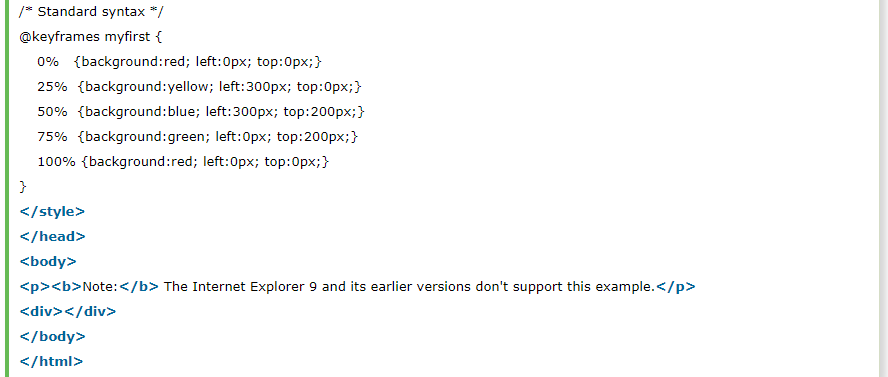 /* Standard syntax */
@keyframes myfirst {
0% {background:red; left:0px; top:0px;}
25% {background:yellow; left:300px; top:0px;}
50% {background:blue; left:300px; top:200px;}
75% {background:green; left:0px; top:200px;}
100% {background:red; left:0px; top:0px;}
}
</style>
</head>
<body>
<p><b>Note:</b> The Internet Explorer 9 and its earlier versions don't support this example.</p>
<div></div>
</body>
</html>